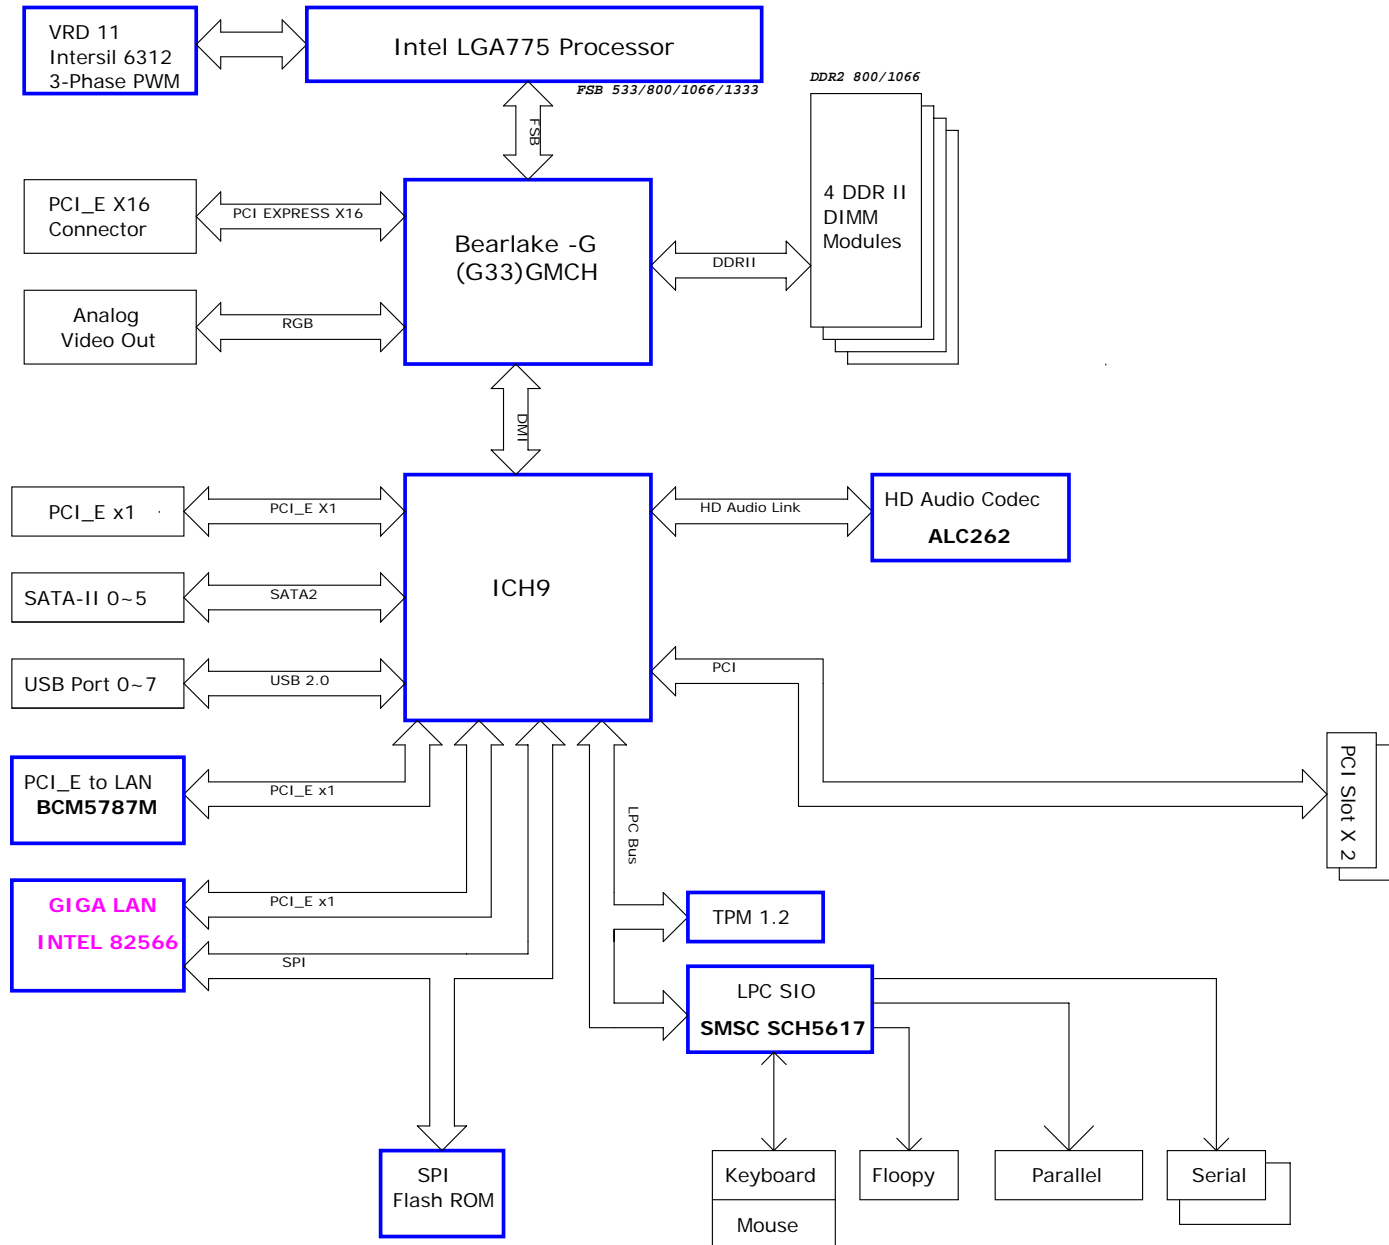 VRD 11
Intersil 6312
3-Phase PWM
Intel LGA775 Processor
FSB 533/800/1066/1333
DDR2 800/1066
FSB
PCI_E X16
Connector
PCI EXPRESS X16
Bearlake -G
(G33)GMCH
DDRII
4 DDR II
DIMM
Modules
Analog
Video Out
RGB
DMI
PCI_E x1
PCI_E X1
HD Audio Link
HD Audio Codec
ALC262
ICH9
SATA-II 0~5
SATA2
USB Port 0~7
USB 2.0
PCI
PCI_E to LAN
BCM5787M
PCI_E x1
LPC Bus
PCI Slot X 2
GIGA LAN
INTEL 82566
PCI_E x1
SPI
TPM 1.2
LPC SIO
SMSC SCH5617
SPI
Flash ROM
Keyboard
Mouse
Floopy
Parallel
Serial